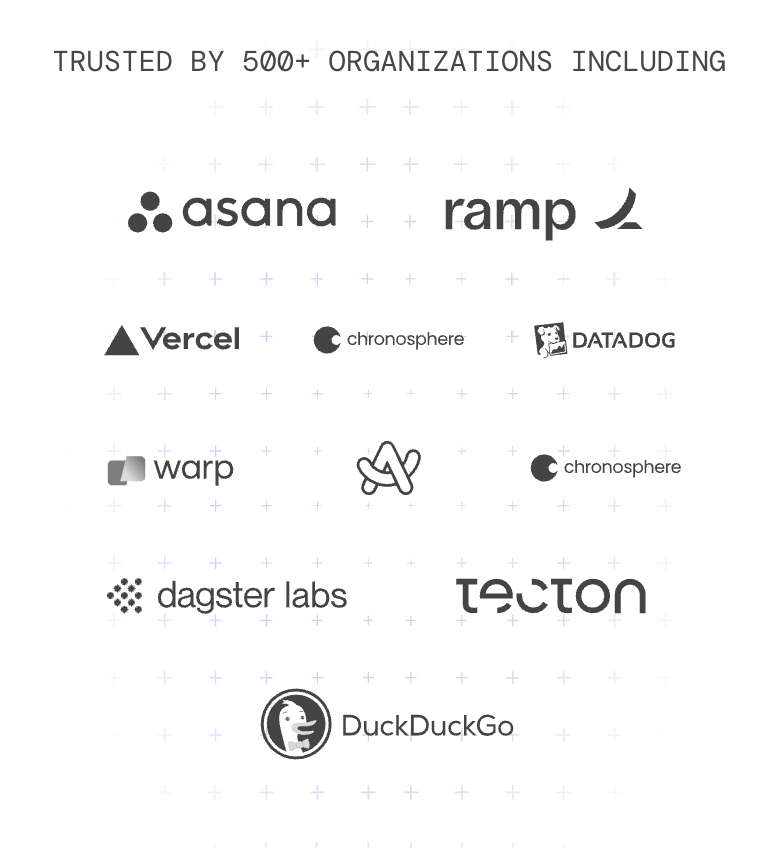 TRUSTED BY 500+ ORGANIZATIONS INCLUDING
asana ramp
Vercel chronosphere DATADOG
warp chronosphere
dagster labs tecton
DuckDuckGo